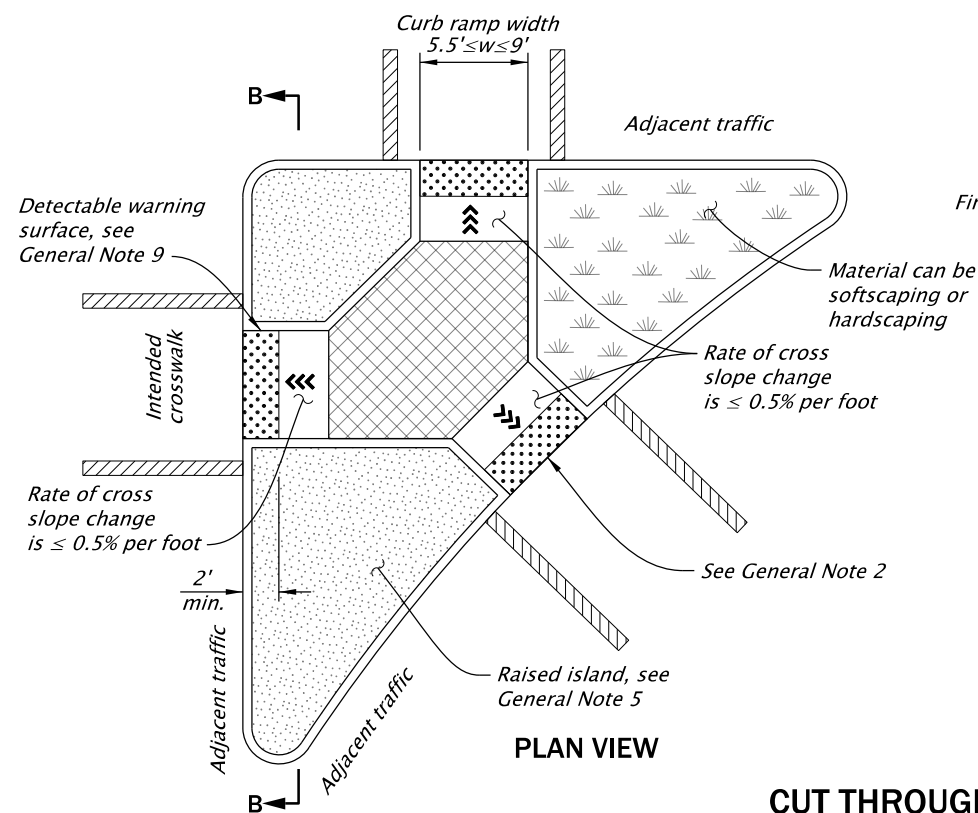 Curb ramp width
5.5'≤w≤9'
B
Adjacent traffic
Detectable warning
surface, see
General Note 9
Fir
Material can be
softscaping or
hardscaping
Intended
crosswalk
Rate of cross
slope change
is ≤ 0.5% per foot
Rate of cross
slope change
is ≤ 0.5% per foot
2'
min.
See General Note 2
Adjacent traffic
Adjacent traffic
Raised island, see
General Note 5
PLAN VIEW
B
CUT THROUGH